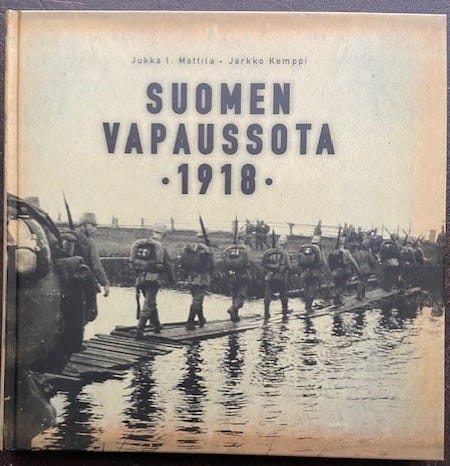 Jukka I. Mattila • Jarkko Kemppi
SUOMEN
VAPAUSSOTA
• 1918 •